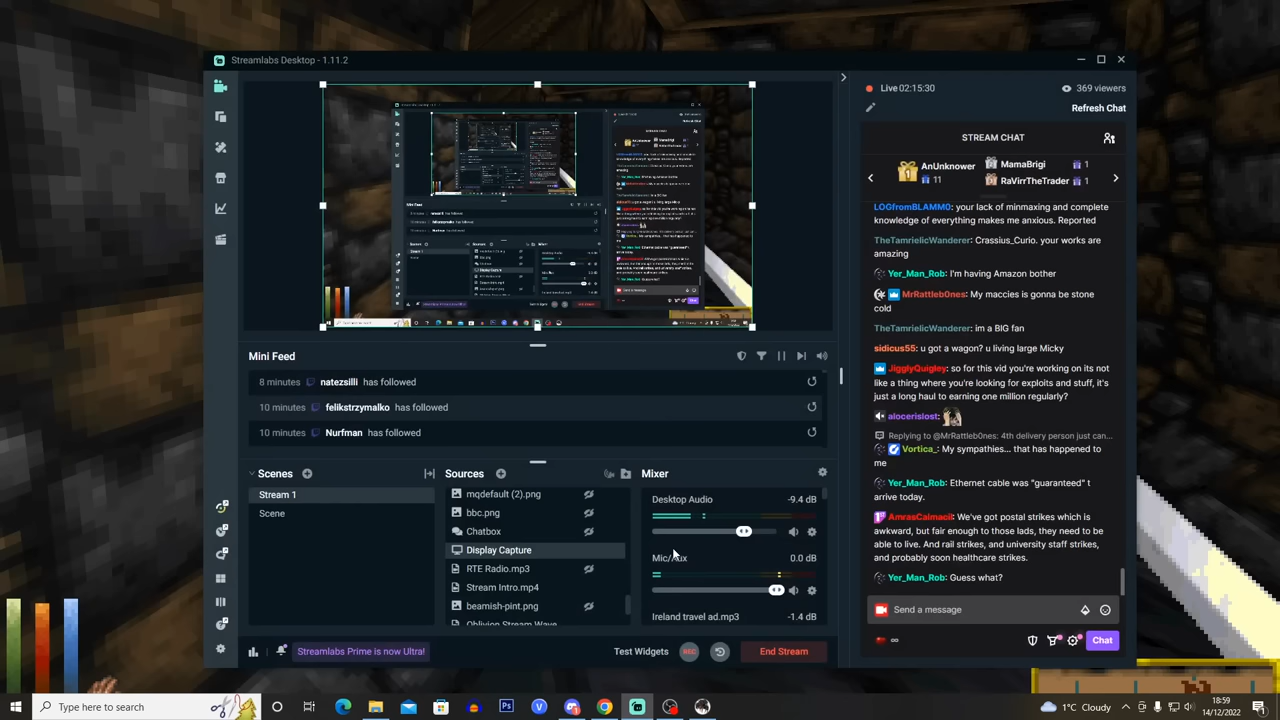 Streamlabs Desktop - 1.11.2
Live 02:15:30
369 viewers
Refresh Chat
STREAM CHAT
AnUnknower
11
MamaBrigi
1
RaVirrTheTrader
1
LOGfromBLAMM0: your lack of minmaxing and complete
knowledge of everything makes me anxious. Reported
TheTamrielicWanderer: Crassius_Curio, your works are
amazing
Yer_Man_Rob: I'm having Amazon bother
MrRattleb0nes: My maccies is gonna be stone
cold
TheTamrielicWanderer: im a BIG fan
sidicus55: u got a wagon? u living large Micky
JigglyQuigley: so for this vid you're working on its not
like a thing where you're looking for exploits and stuff, it's
just a long haul to earning one million regularly?
alocerislost:
Replying to @MrRattleb0nes: 4th delivery person just can...
Vortica_: My sympathies... that has happened to
me
Yer_Man_Rob: Ethernet cable was "guaranteed" t
arrive today.
AmrasCalmacil: We've got postal strikes which is
awkward, but fair enough to those lads, they need to be
able to live. And rail strikes, and university staff strikes,
and probably soon healthcare strikes.
Yer_Man_Rob: Guess what?
Send a message
Chat
Mini Feed
8 minutes natezsilli has followed
10 minutes felikstrzymalko has followed
10 minutes Nurfman has followed
Scenes
Stream 1
Scene
Sources
mqdefault (2).png
bbc.png
Chatbox
Display Capture
RTE Radio.mp3
Stream Intro.mp4
beamish-pint.png
Oblivion Stream Wave
Mixer
Desktop Audio -9.4 dB
Mic/Aux 0.0 dB
Ireland travel ad.mp3 -1.4 dB
Streamlabs Prime is now Ultra!
Test Widgets
REC
End Stream
Type here to search
1°C Cloudy
18:59
14/12/2022